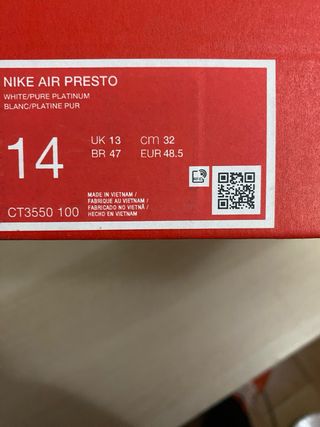 NIKE AIR PRESTO
WHITE/PURE PLATINUM
BLANC/PLATINE PUR
14
UK 13 cm 32
BR 47 EUR 48.5
CT3550 100
MADE IN VIETNAM /
FABRIQUÉ AU VIETNAM /
FABRICADO NO VIETNÃ /
HECHO EN VIETNAM